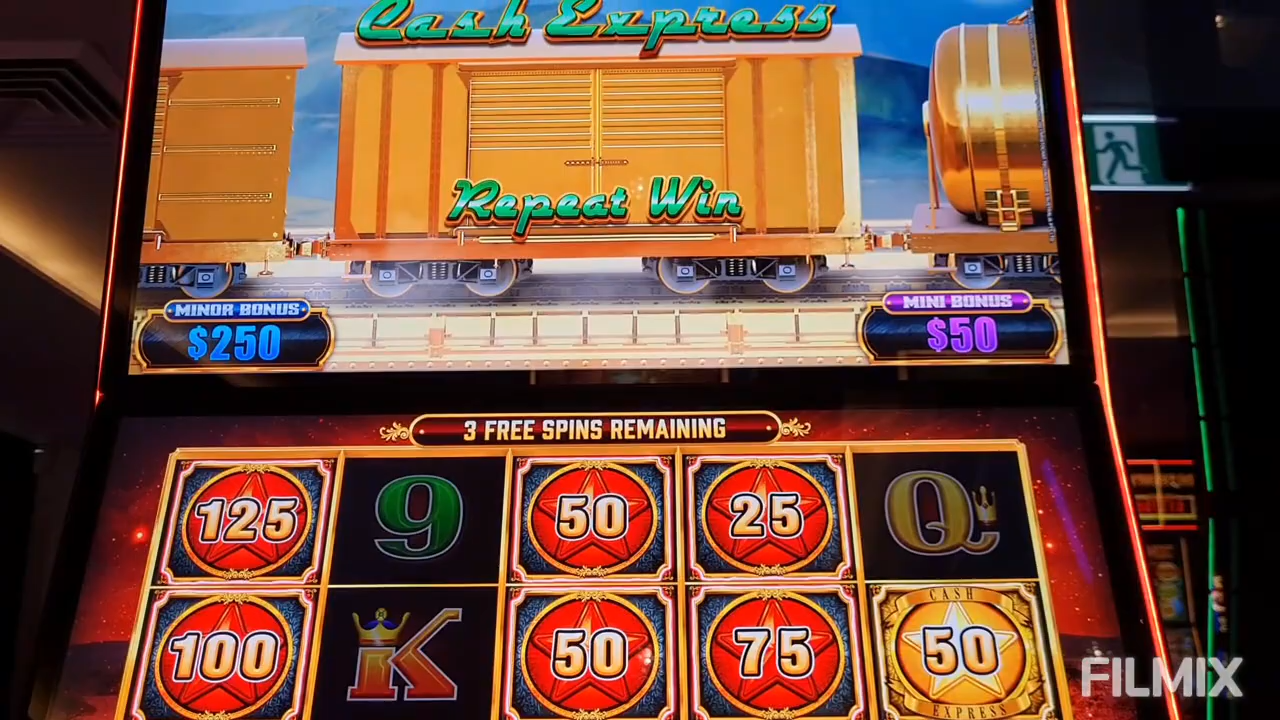 Cash Express
Repeat Win
MINOR BONUS
$250
MINI BONUS
$50
3 FREE SPINS REMAINING
125
9
50
25
Q
100
K
50
75
CASH
50
EXPRESS
FILMIX